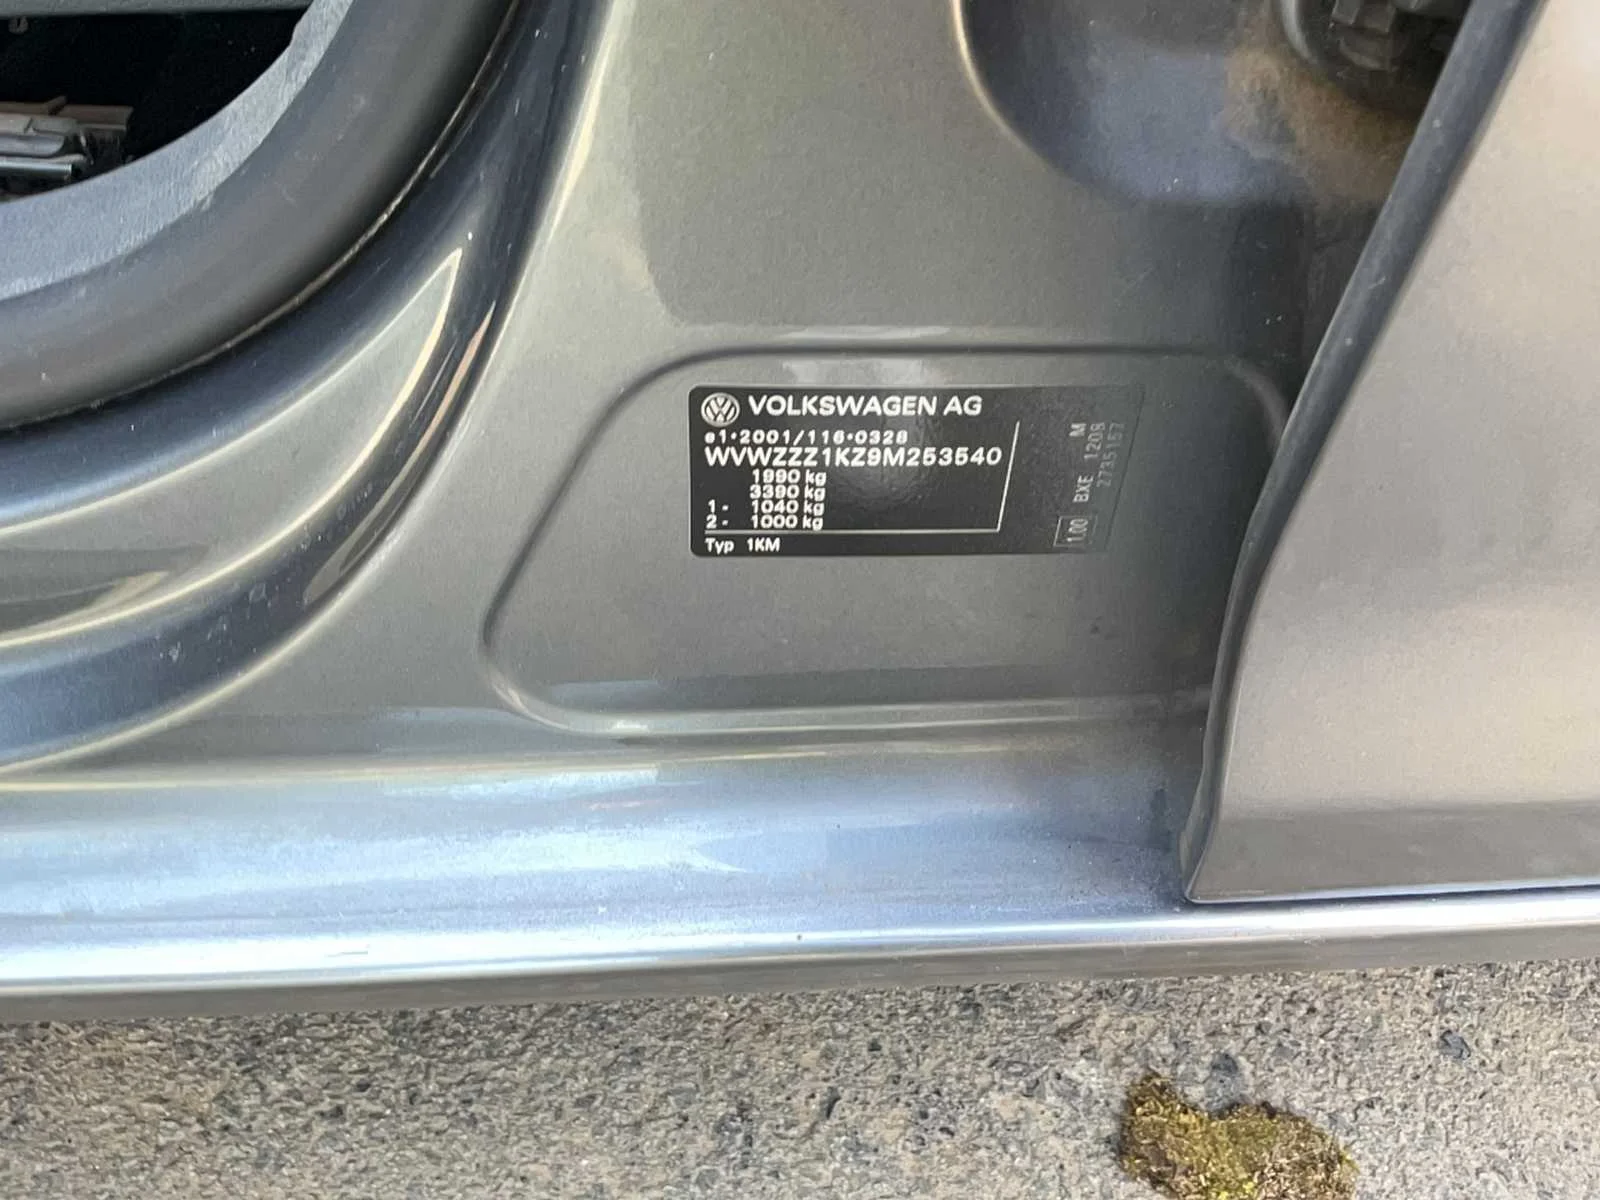 VOLKSWAGEN AG
e1*2001/116*0328
WVWZZZ1KZ9M253540
1990 kg
3390 kg
1- 1040 kg
2- 1000 kg
Typ 1KM
M
BXE 1208
2735157
1.00